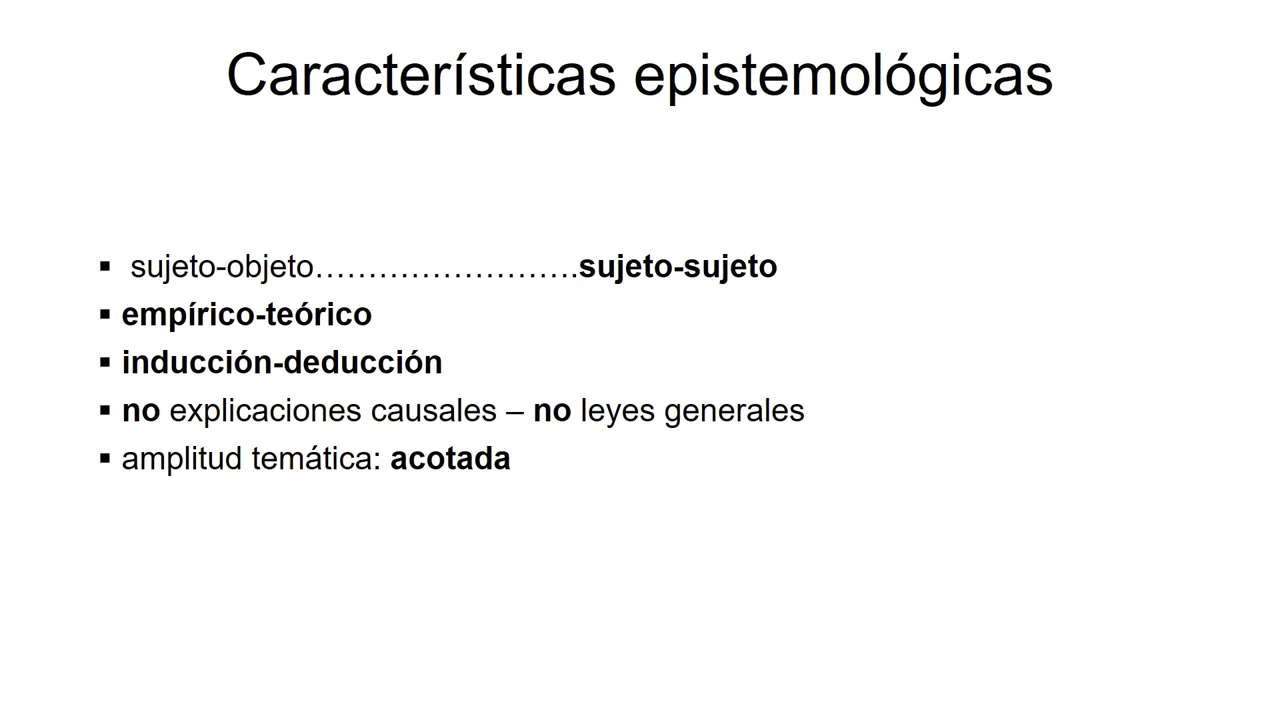 Características epistemológicas
▪ sujeto-objeto…………………….sujeto-sujeto
▪ empírico-teórico
▪ inducción-deducción
▪ no explicaciones causales – no leyes generales
▪ amplitud temática: acotada